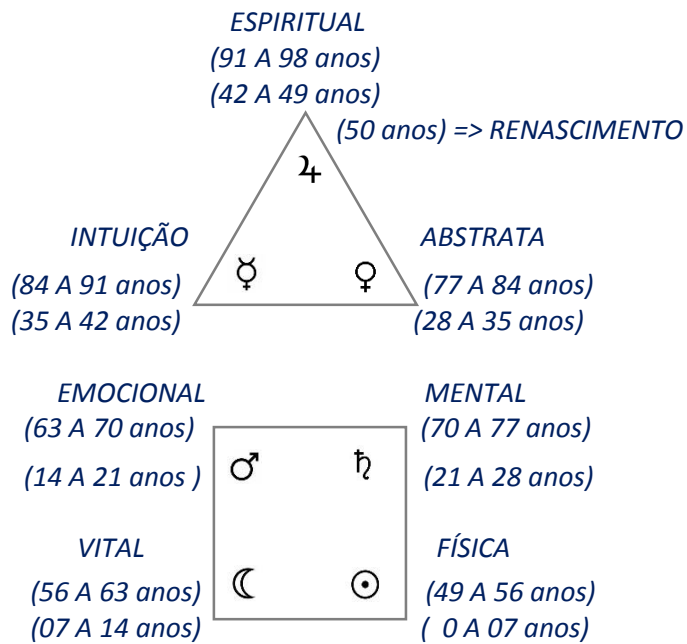 ESPIRITUAL
(91 A 98 anos)
(42 A 49 anos)
(50 anos) => RENASCIMENTO
♃
INTUIÇÃO
ABSTRATA
☿
♀
(84 A 91 anos)
(77 A 84 anos)
(35 A 42 anos)
(28 A 35 anos)
EMOCIONAL
MENTAL
(63 A 70 anos)
(70 A 77 anos)
♂
♄
(14 A 21 anos )
(21 A 28 anos)
VITAL
FÍSICA
☾
☉
(56 A 63 anos)
(49 A 56 anos)
(07 A 14 anos)
( 0 A 07 anos)